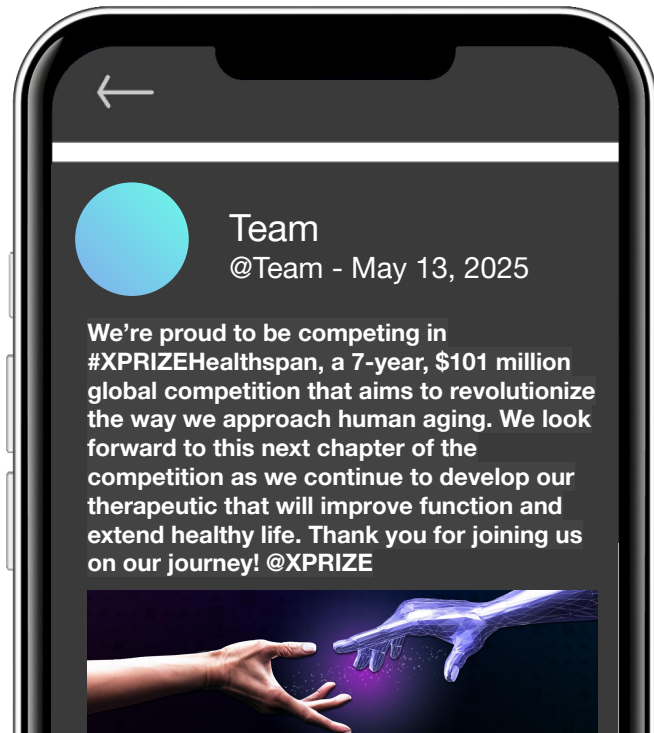 Team
@Team - May 13, 2025
We’re proud to be competing in
#XPRIZEHealthspan, a 7-year, $101 million
global competition that aims to revolutionize
the way we approach human aging. We look
forward to this next chapter of the
competition as we continue to develop our
therapeutic that will improve function and
extend healthy life. Thank you for joining us
on our journey! @XPRIZE